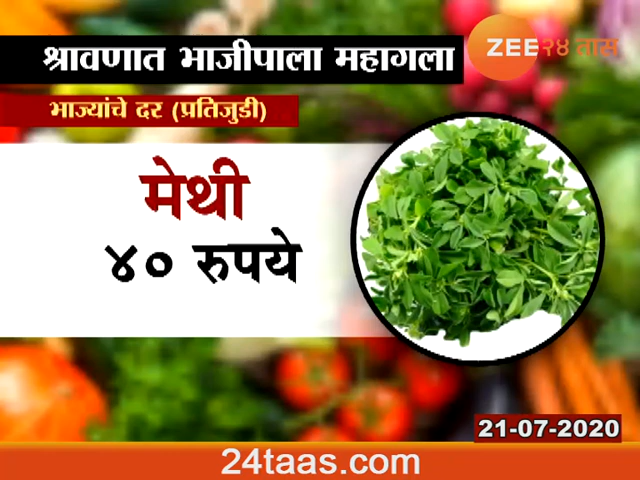 श्रावणात भाजीपाला महागला
ZEE २४ तास
भाज्यांचे दर (प्रतिजुडी)
मेथी
४० रुपये
21-07-2020
24taas.com